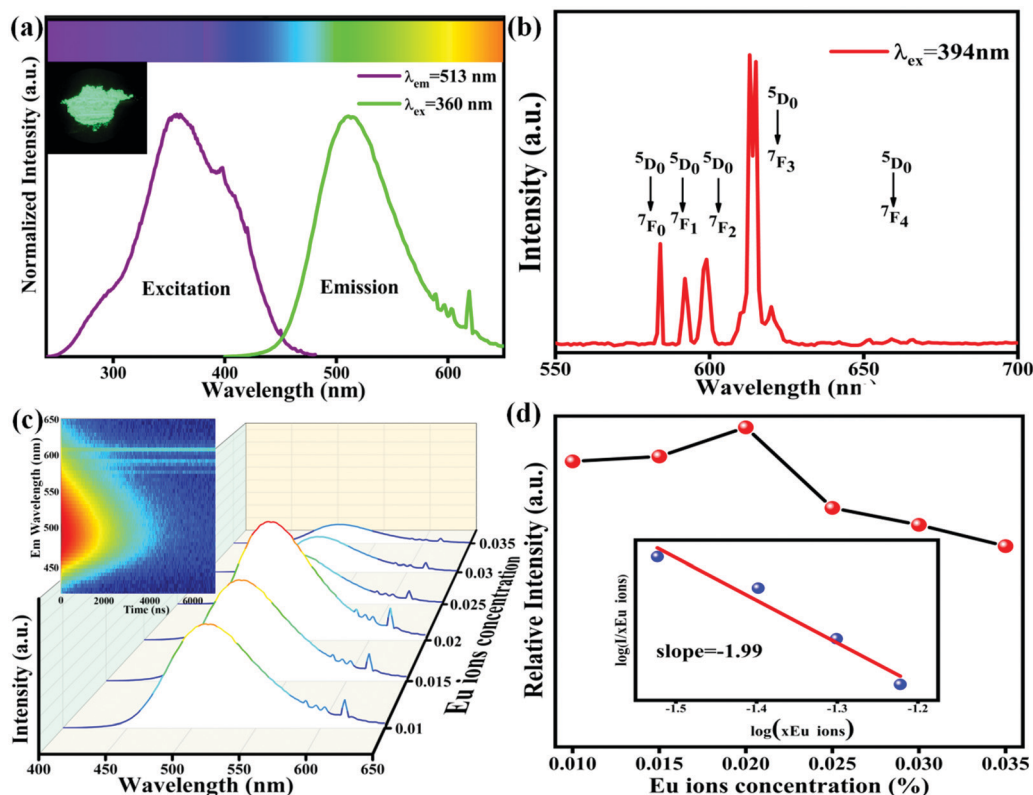 (a)
λem=513 nm
λex=360 nm
Normalized Intensity (a.u.)
Excitation
Emission
300
400
500
600
Wavelength (nm)
(b)
λex=394nm
Intensity (a.u.)
⁵D₀
⁷F₀
⁵D₀
⁷F₁
⁵D₀
⁷F₂
⁵D₀
⁷F₃
⁵D₀
⁷F₄
550
600
650
700
Wavelength (nm)
(c)
Em Wavelength (nm)
650
600
550
500
450
0
2000
4000
6000
Time (ns)
Intensity (a.u.)
0.035
0.03
0.025
0.02
0.015
0.01
Eu ions concentration
400
450
500
550
600
650
Wavelength (nm)
(d)
Relative Intensity (a.u.)
log(I/xEu ions)
slope=-1.99
-1.5
-1.4
-1.3
-1.2
log(xEu ions)
0.010
0.015
0.020
0.025
0.030
0.035
Eu ions concentration (%)